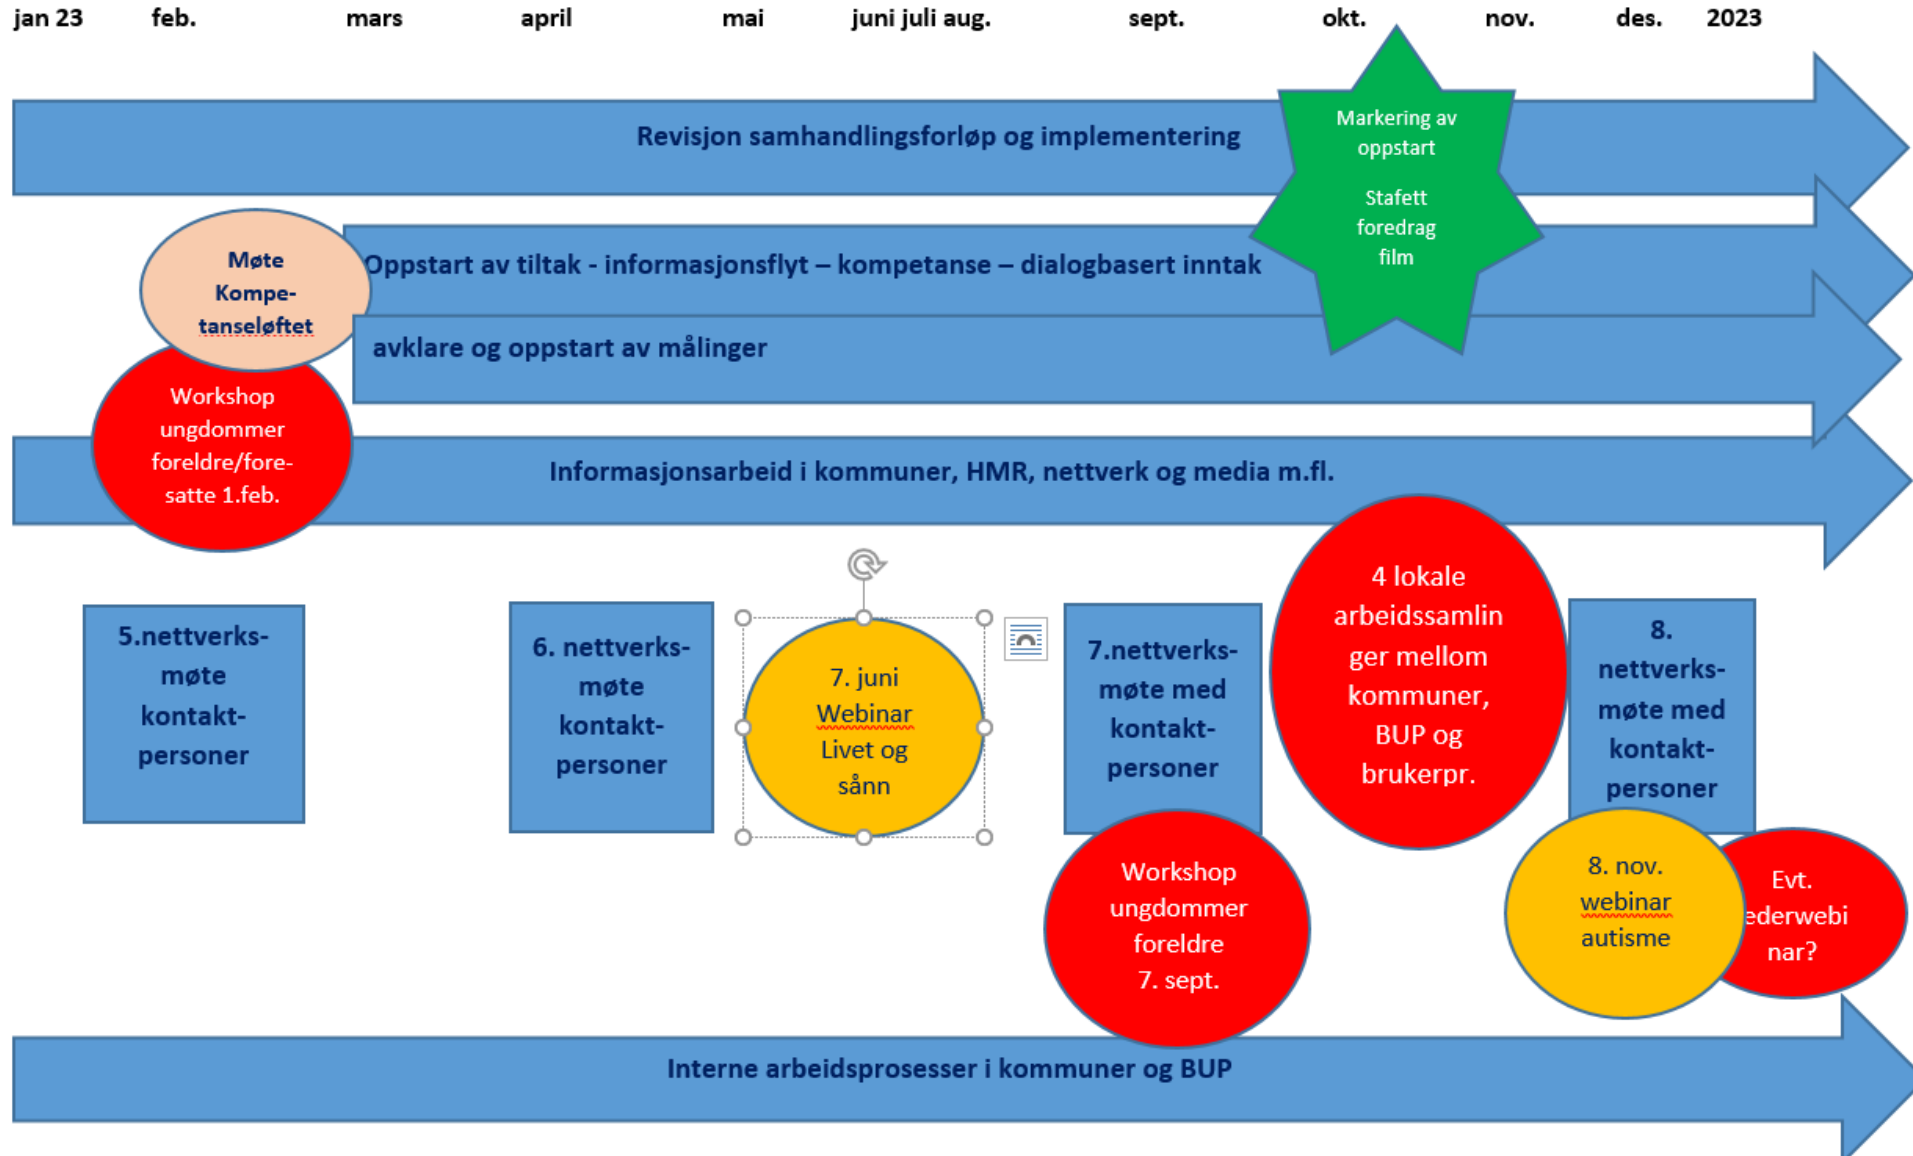 jan 23 feb. mars april mai juni juli aug. sept. okt. nov. des. 2023
Revisjon samhandlingsforløp og implementering
Markering av
oppstart
Stafett
foredrag
film
Møte
Kompe-
tanseløftet
Oppstart av tiltak - informasjonsflyt – kompetanse – dialogbasert inntak
avklare og oppstart av målinger
Workshop
ungdommer
foreldre/fore-
satte 1.feb.
Informasjonsarbeid i kommuner, HMR, nettverk og media m.fl.
5.nettverks-
møte
kontakt-
personer
6. nettverks-
møte
kontakt-
personer
7. juni
Webinar
Livet og
sånn
7.nettverks-
møte med
kontakt-
personer
4 lokale
arbeidssamlin
ger mellom
kommuner,
BUP og
brukerpr.
8.
nettverks-
møte med
kontakt-
personer
Workshop
ungdommer
foreldre
7. sept.
8. nov.
webinar
autisme
Evt.
ederwebi
nar?
Interne arbeidsprosesser i kommuner og BUP